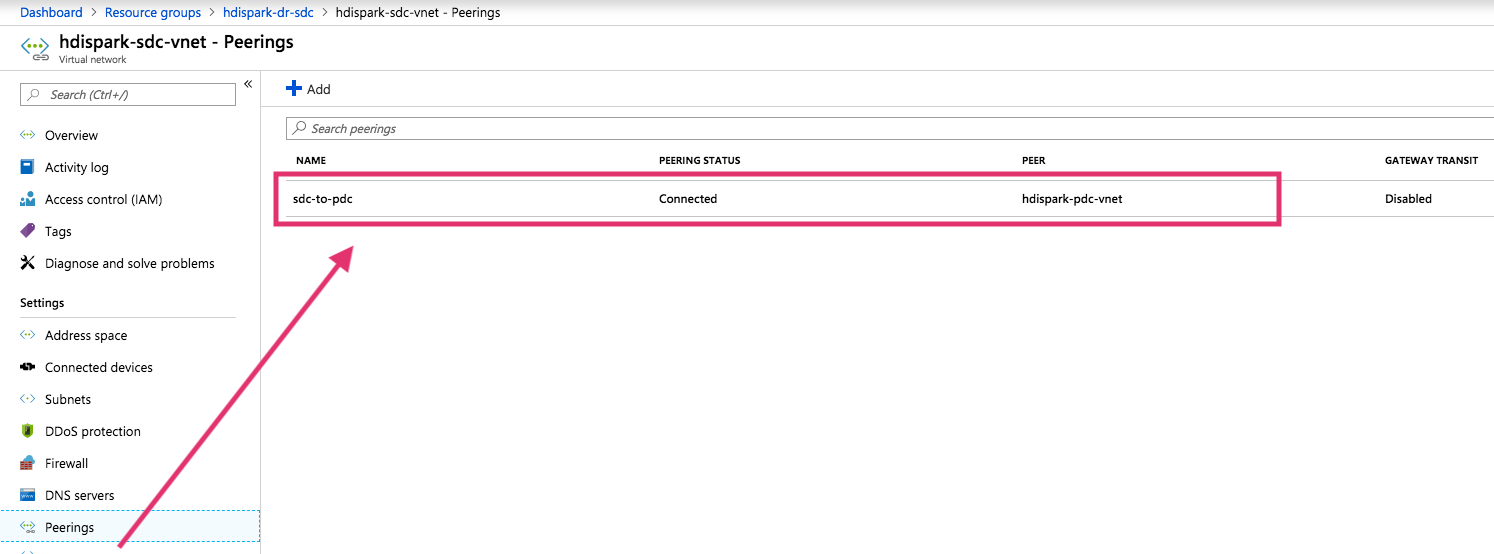 Dashboard > Resource groups > hdispark-dr-sdc > hdispark-sdc-vnet - Peerings
hdispark-sdc-vnet - Peerings
Virtual network
Search (Ctrl+/)
«
Overview
Activity log
Access control (IAM)
Tags
Diagnose and solve problems
Settings
Address space
Connected devices
Subnets
DDoS protection
Firewall
DNS servers
Peerings
Add
Search peerings
NAME PEERING STATUS PEER GATEWAY TRANSIT
sdc-to-pdc Connected hdispark-pdc-vnet Disabled